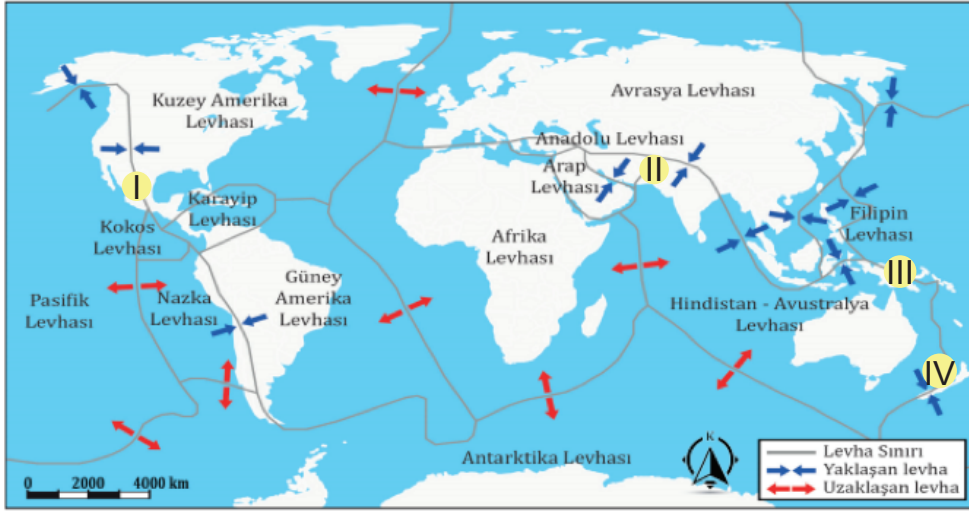 Kuzey Amerika
Levhası
Avrasya Levhası
Anadolu Levhası
I
II
Arap
Levhası
Karayip
Levhası
Kokos
Levhası
Afrika
Levhası
Filipin
Levhası
III
Pasifik
Levhası
Nazka
Levhası
Güney
Amerika
Levhası
Hindistan - Avustralya
Levhası
IV
Antarktika Levhası
K
0 2000 4000 km
Levha Sınırı
Yaklaşan levha
Uzaklaşan levha